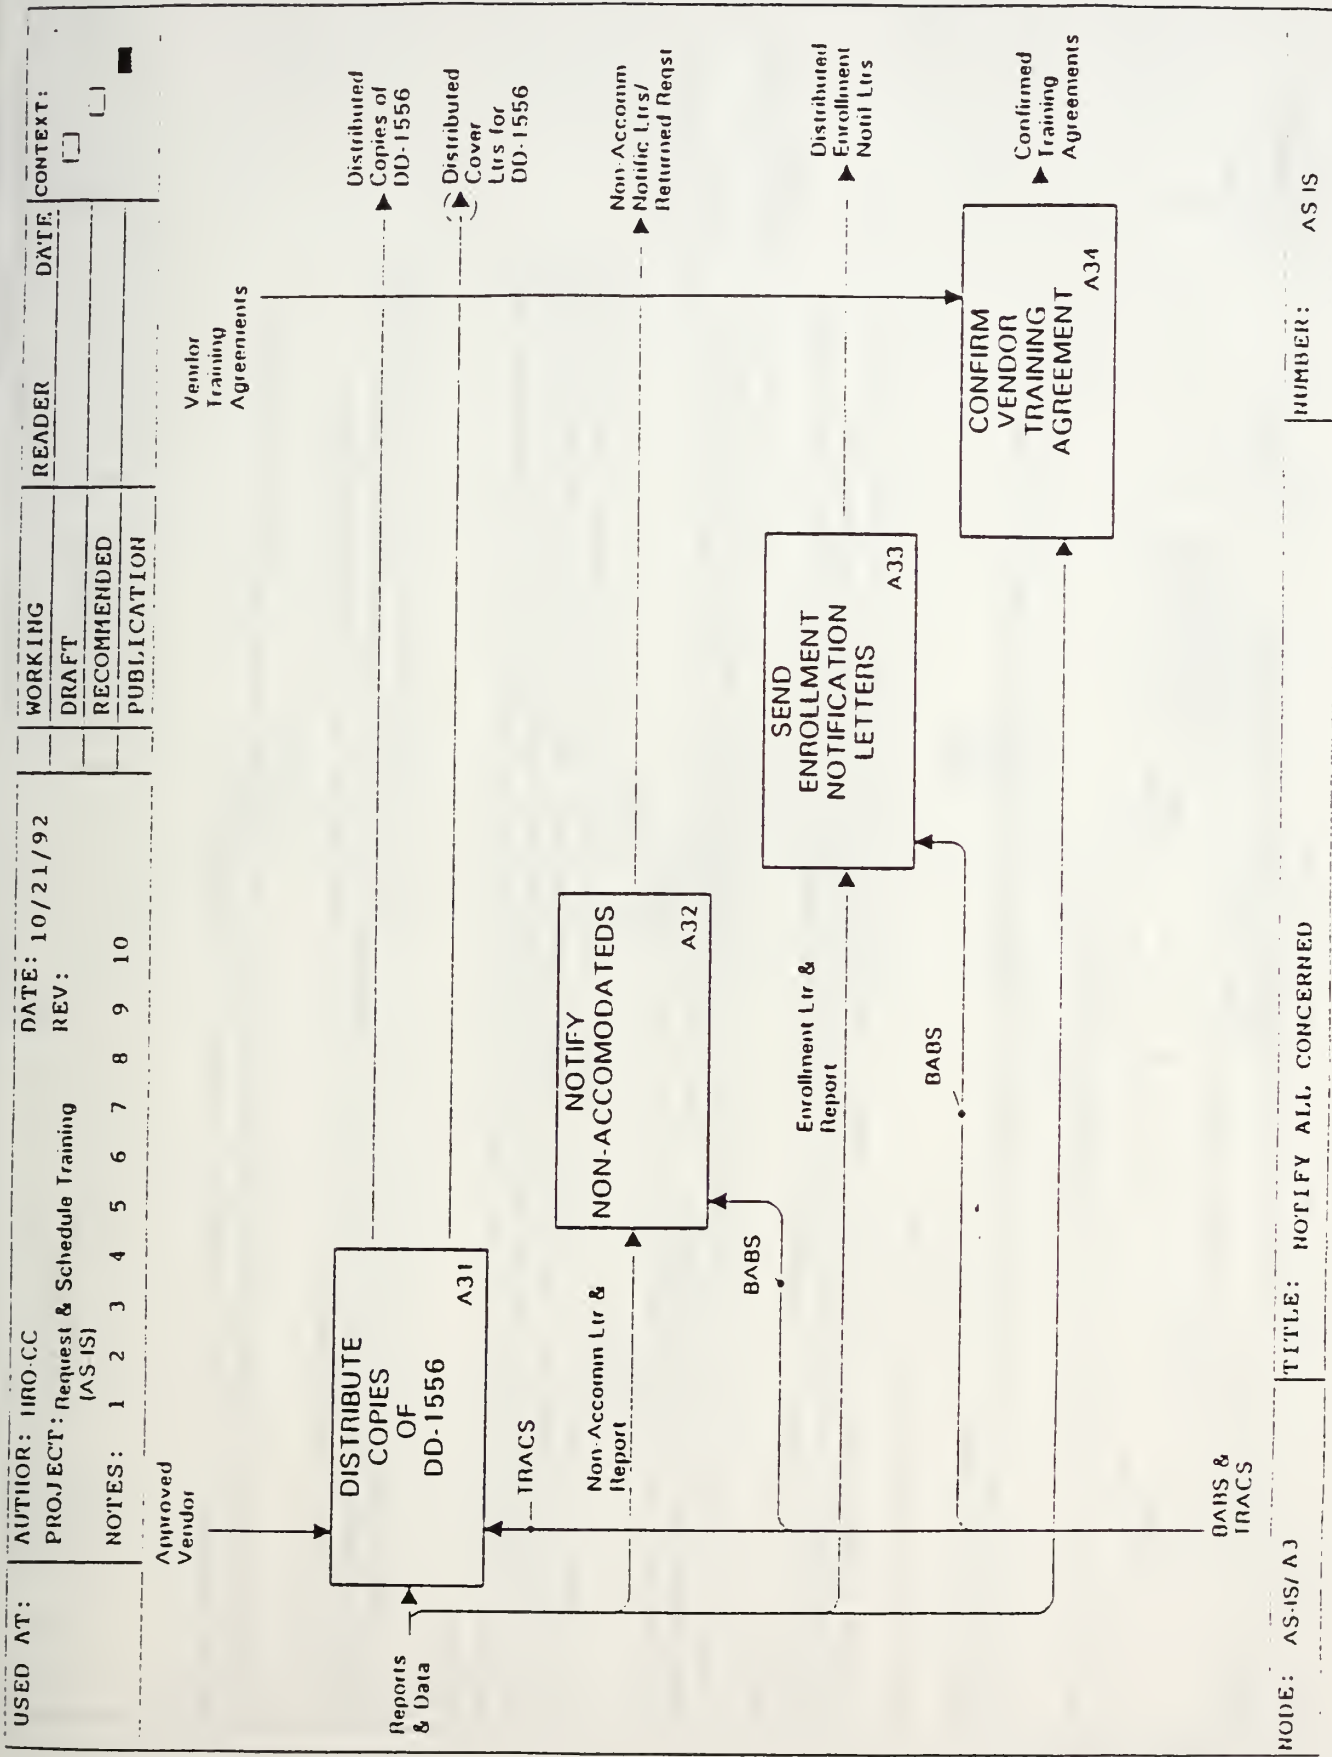 USED AT:
AUTHOR: HRO-CC
DATE: 10/21/92
PROJECT: Request & Schedule Training
(AS-IS)
REV:
NOTES: 1 2 3 4 5 6 7 8 9 10
WORKING
DRAFT
RECOMMENDED
PUBLICATION
READER
DATE
CONTEXT:
Approved
Vendor
Vendor
Training
Agreements
Reports
& Data
DISTRIBUTE
COPIES
OF
DD-1556
A31
Distributed
Copies of
DD-1556
Distributed
Cover
Ltrs for
DD-1556
TRACS
Non-Accomm Ltr &
Report
NOTIFY
NON-ACCOMODATEDS
A32
Non-Accomm
Notific Ltrs/
Returned Reqst
BABS
Enrollment Ltr &
Report
SEND
ENROLLMENT
NOTIFICATION
LETTERS
A33
Distributed
Enrollment
Notif Ltrs
BABS
CONFIRM
VENDOR
TRAINING
AGREEMENT
A34
Confirmed
Training
Agreements
BABS &
TRACS
NODE: AS-IS/A3
TITLE: NOTIFY ALL CONCERNED
NUMBER: AS IS